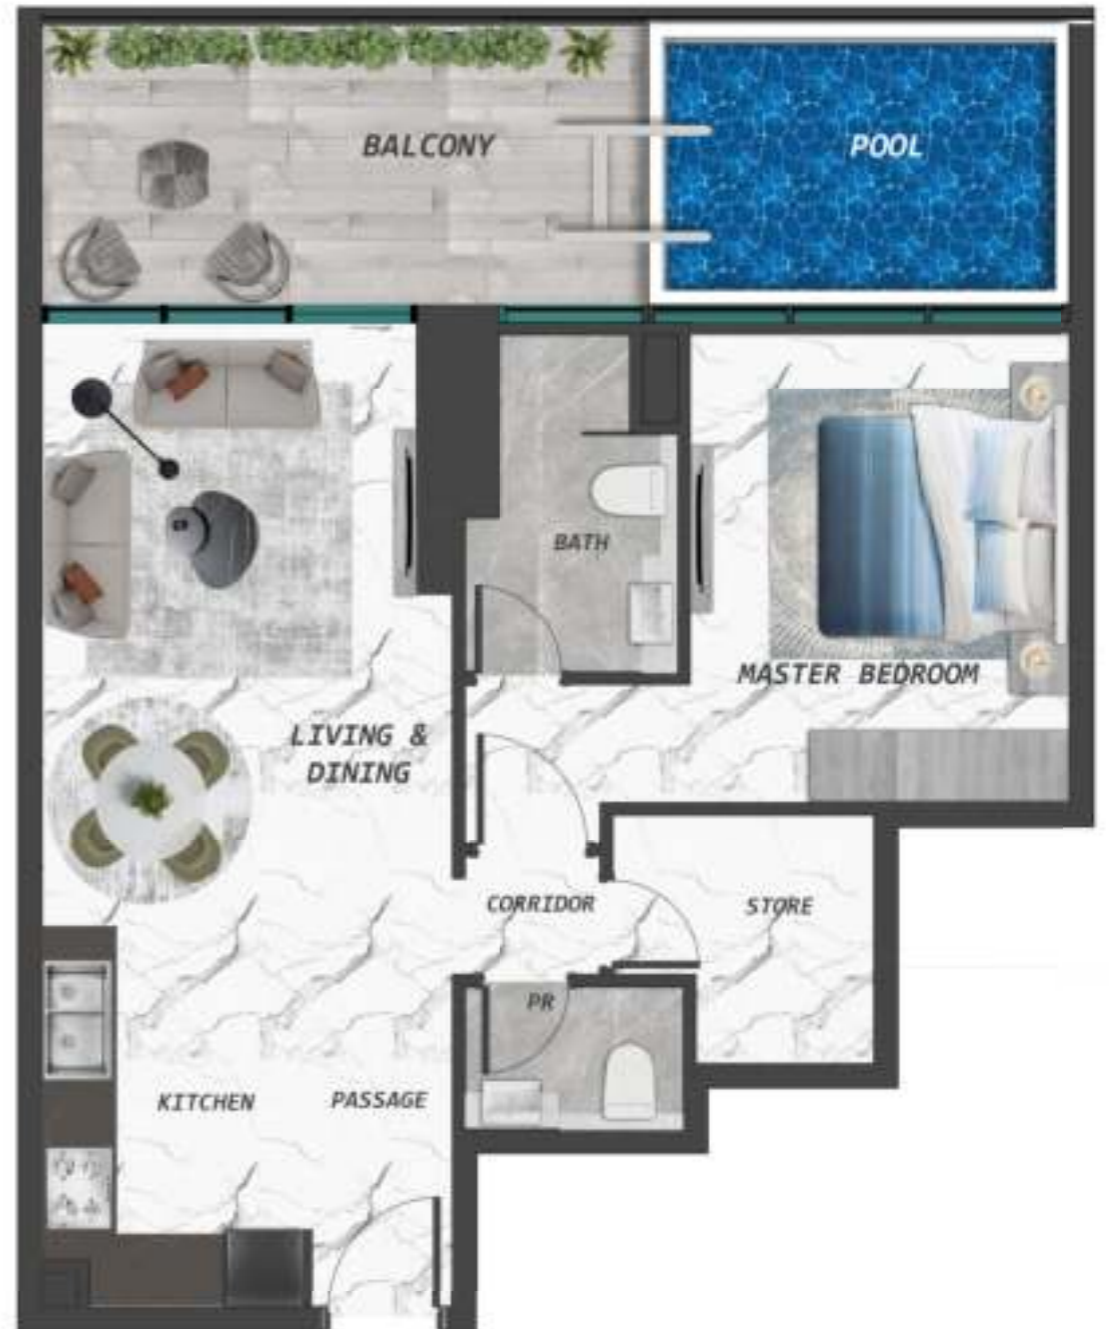 BALCONY
POOL
BATH
MASTER BEDROOM
LIVING &
DINING
CORRIDOR
STORE
PR
KITCHEN
PASSAGE